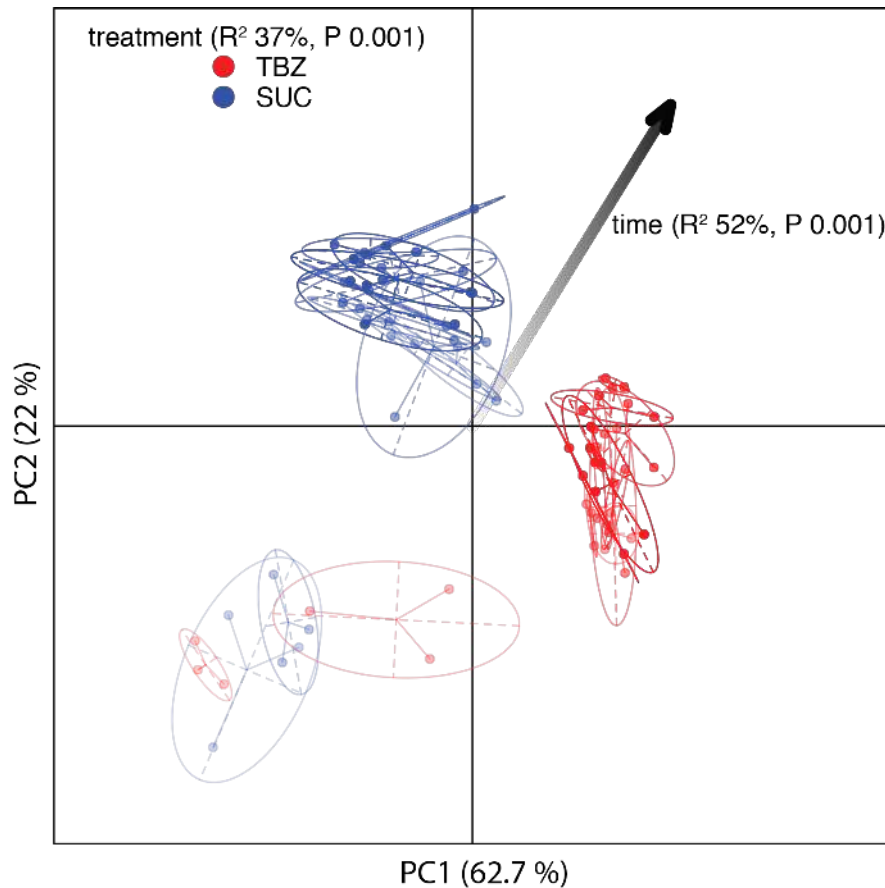 treatment (R² 37%, P 0.001)
TBZ
SUC
time (R² 52%, P 0.001)
PC2 (22 %)
PC1 (62.7 %)